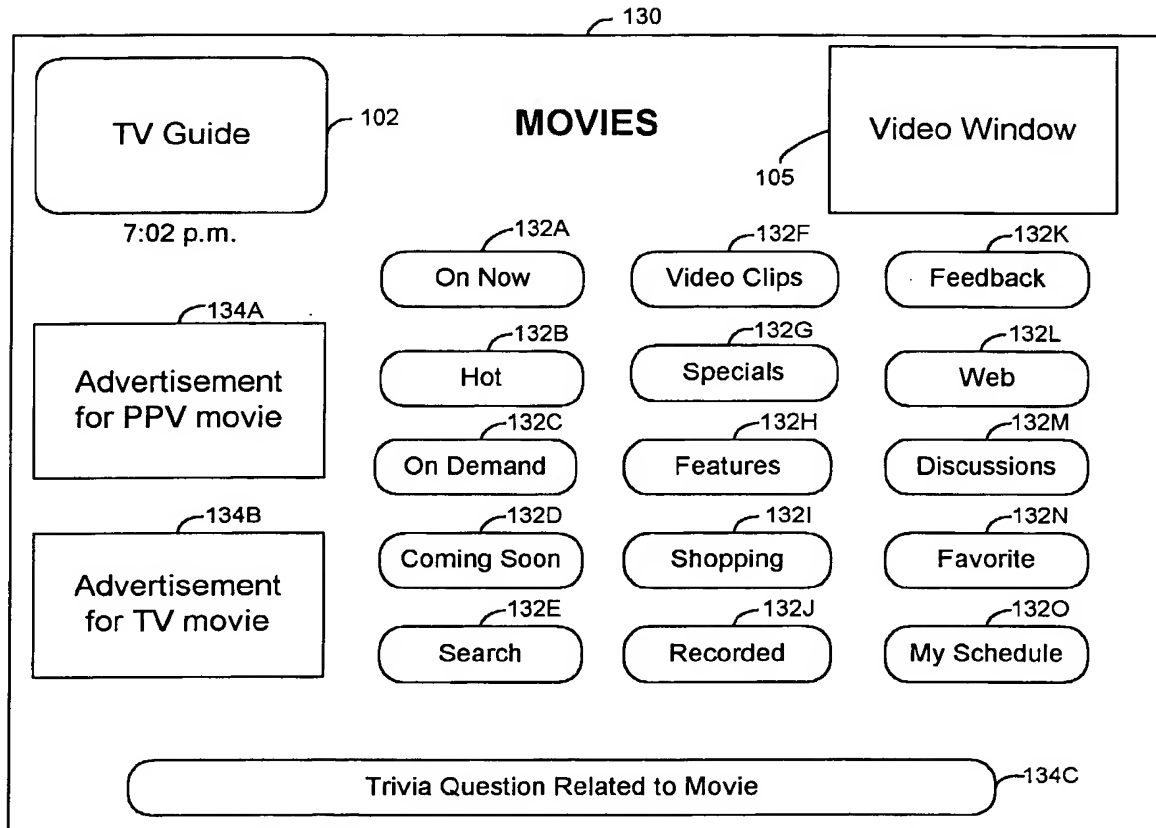 130
TV Guide
102
MOVIES
Video Window
105
7:02 p.m.
132A
132F
132K
On Now
Video Clips
Feedback
134A
132B
132G
132L
Advertisement
for PPV movie
Hot
Specials
Web
132C
132H
132M
On Demand
Features
Discussions
134B
132D
132I
132N
Advertisement
for TV movie
Coming Soon
Shopping
Favorite
132E
132J
132O
Search
Recorded
My Schedule
Trivia Question Related to Movie
134C